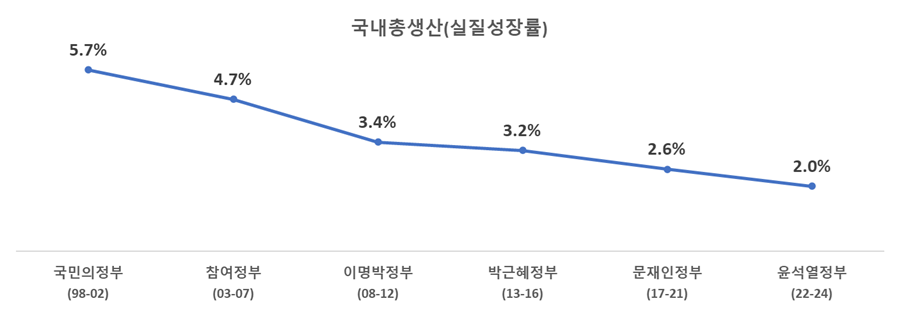 국내총생산(실질성장률)
5.7%
4.7%
3.4%
3.2%
2.6%
2.0%
국민의정부 참여정부 이명박정부 박근혜정부 문재인정부 윤석열정부
(98-02) (03-07) (08-12) (13-16) (17-21) (22-24)